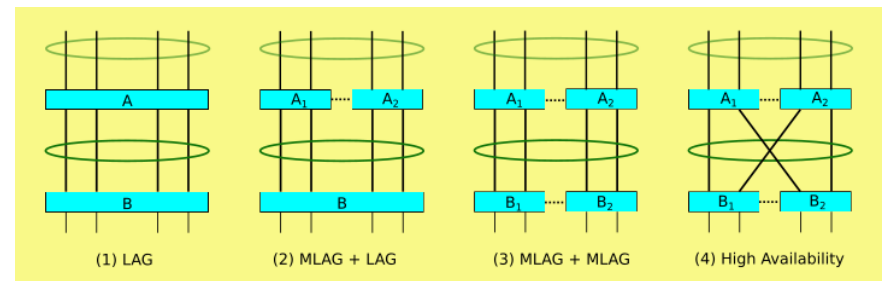 A A₁ A₂ A₁ A₂ A₁ A₂
B B B₁ B₂ B₁ B₂
(1) LAG (2) MLAG + LAG (3) MLAG + MLAG (4) High Availability